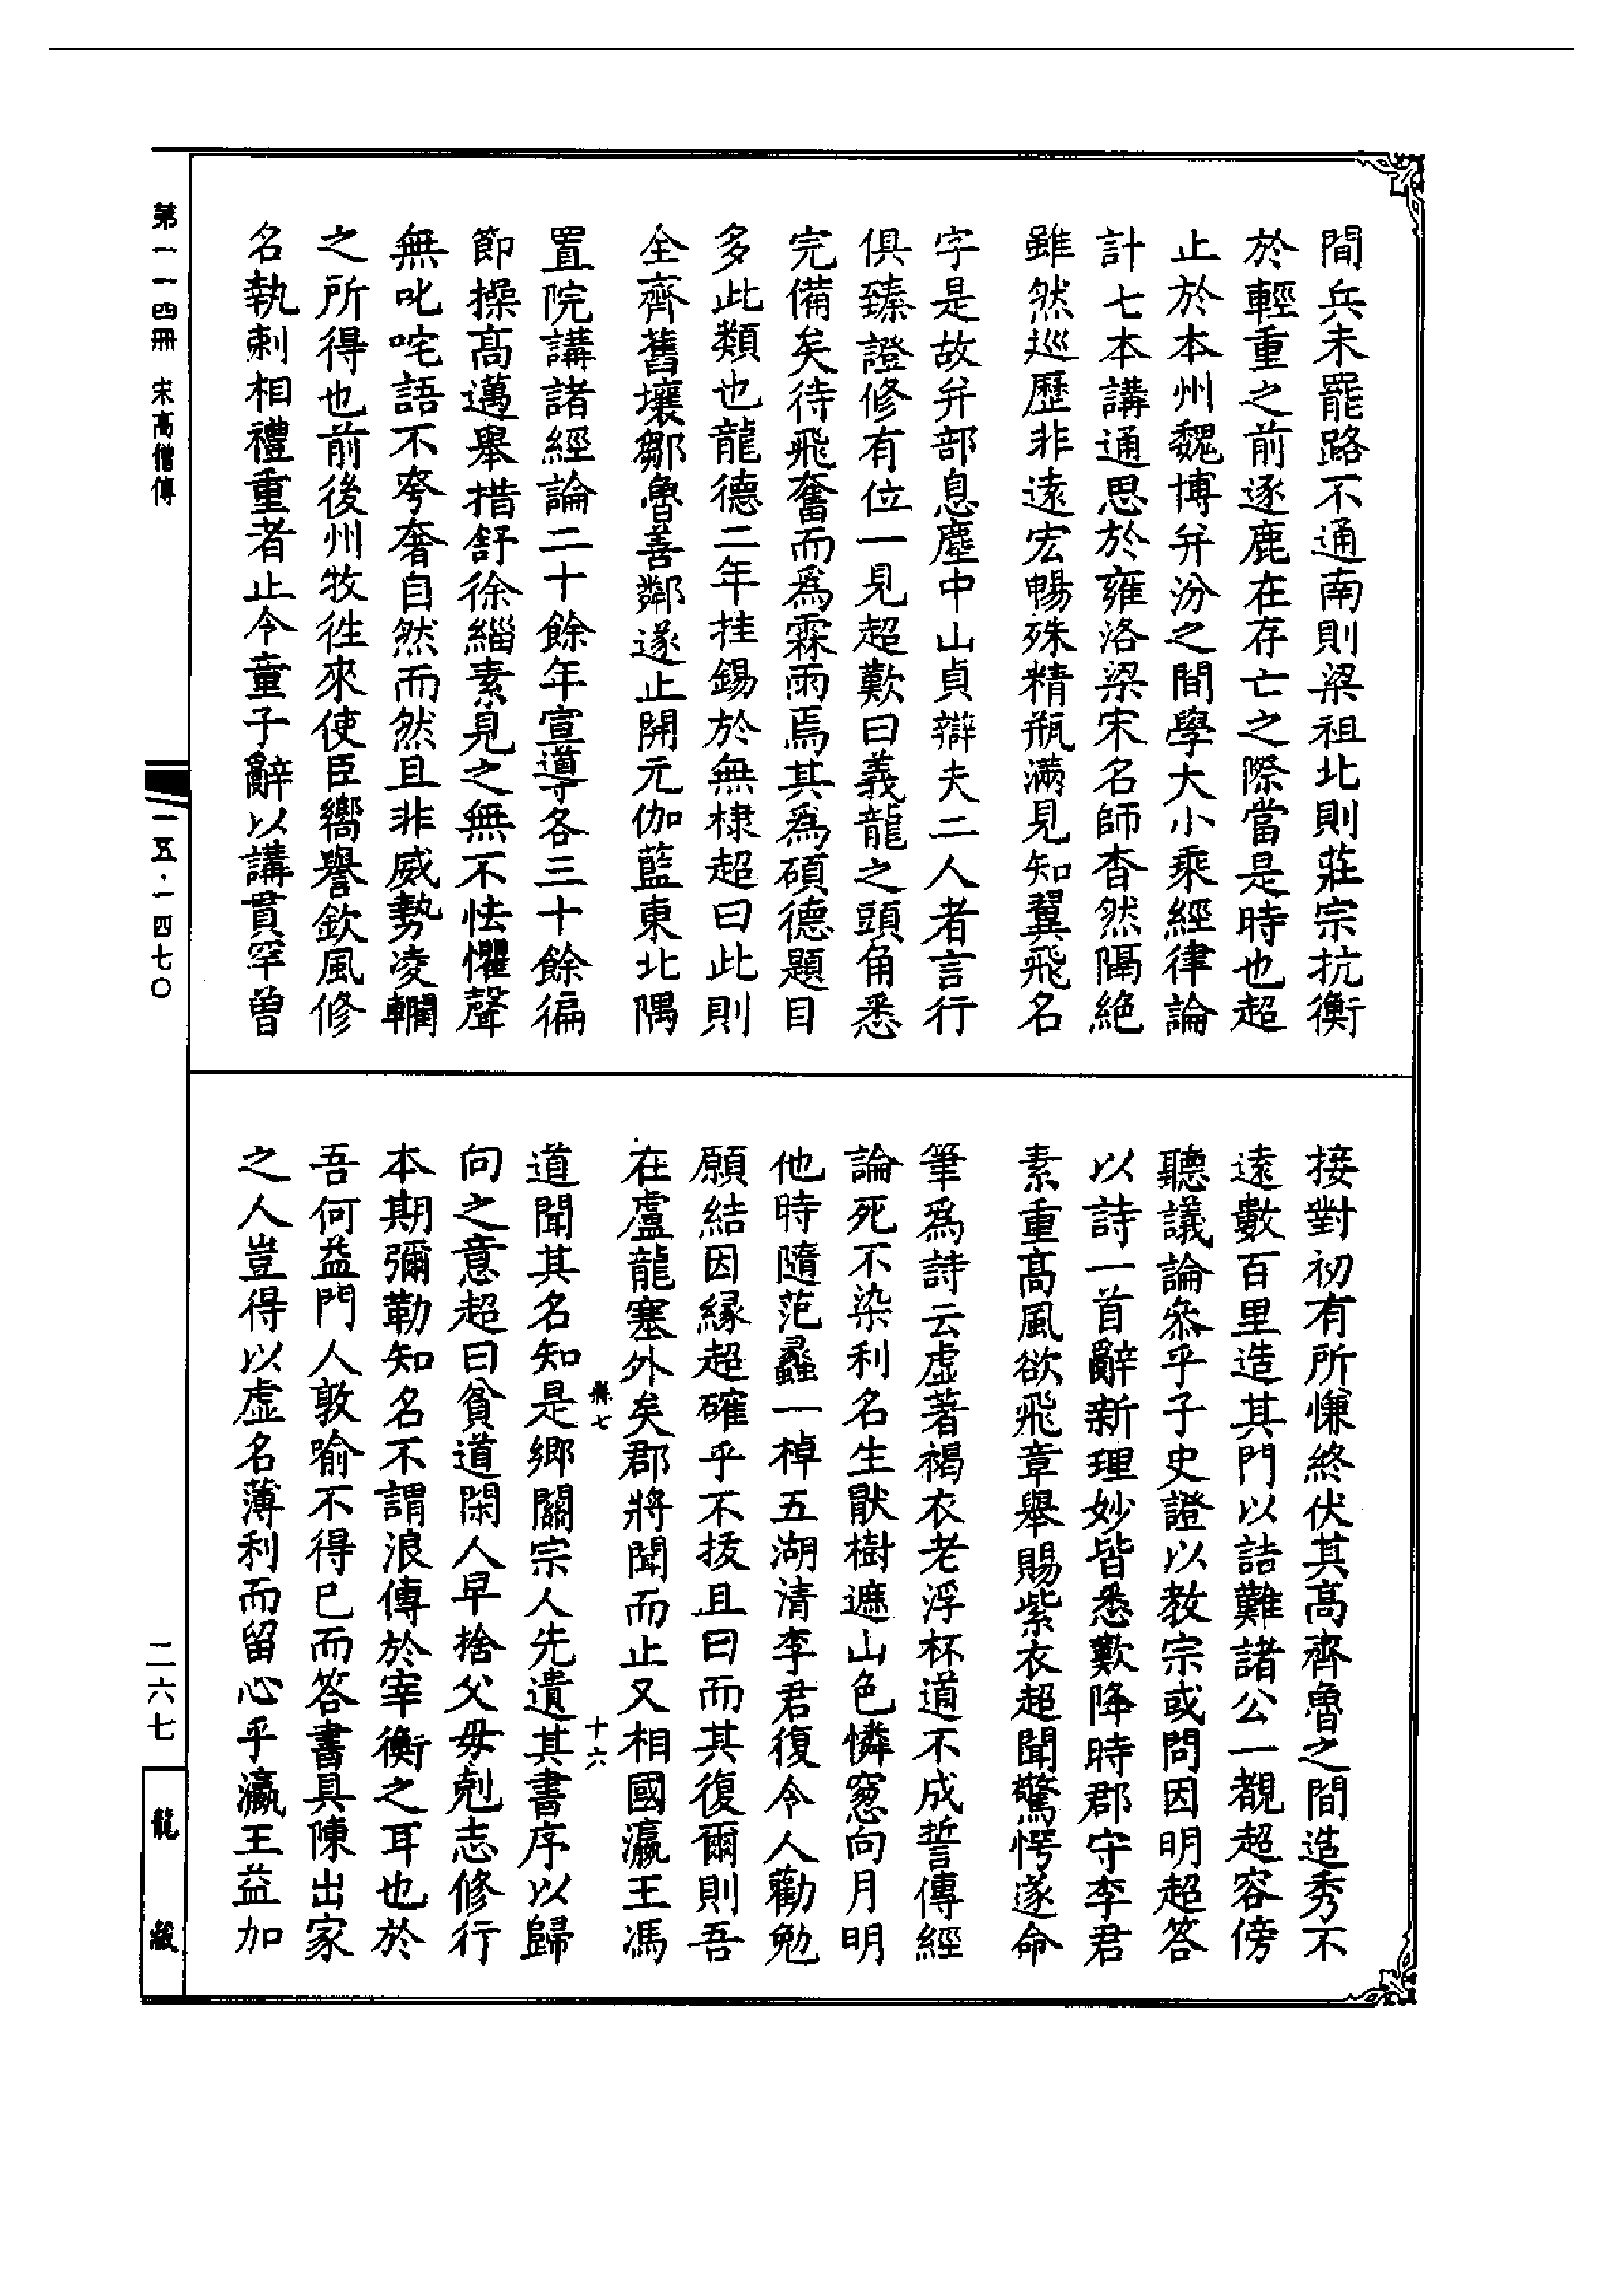 間兵未罷路不通南則梁祖北則莊宗抗衡
於輕重之前逐鹿在存亡之際當是時也超
止於本州魏博并汾之間學大小乘經律論
計七本講通思於雍洛梁宋名師杳然隔絶
雖然巡歷非遠宏暢殊精瓶滿見知翼飛名
字是故并部息塵中山貞辯夫二人者言行
俱臻證修有位一見超歎曰義龍之頭角悉
完備矣待飛奮而爲霖雨焉其爲碩德題目
多此類也龍德二年挂錫於無棣超曰此則
全齊舊壤鄒魯善鄰遂止開元伽藍東北隅
置院講諸經論二十餘年宣導各三十餘徧
節操高邁舉措舒徐緇素見之無不怯懼聲
無叱咤語不夸奢自然而然且非威勢凌轥
之所得也前後州牧徃來使臣嚮譽欽風修
名執刺相禮重者止令童子辭以講貫罕曾
接對初有所慊終伏其高齊魯之間造秀不
遠數百里造其門以詰難諸公一覩超容傍
聽議論叅乎子史證以教宗或問因明超答
以詩一首辭新理妙皆悉歎降時郡守李君
素重高風欲飛章舉賜紫衣超聞驚愕遂命
筆爲詩云虚著褐衣老浮杯道不成誓傳經
論死不染利名生猒樹遮山色憐窻向月明
他時隨范蠡一棹五湖清李君復令人勸勉
願結因縁超確乎不拔且曰而其復爾則吾
在盧龍塞外矣郡將聞而止又相國瀛王馮
道聞其名知是鄉關宗人先遺其書序以歸
向之意超曰貧道閑人早捨父毋剋志修行
本期彌勒知名不謂浪傳於宰衡之耳也於
吾何益門人敦喻不得已而答書具陳出家
之人豈得以虚名薄利而留心乎瀛王益加
十六
第一一四冊 宋高僧傳
一五·一四七〇
二六七
龍藏